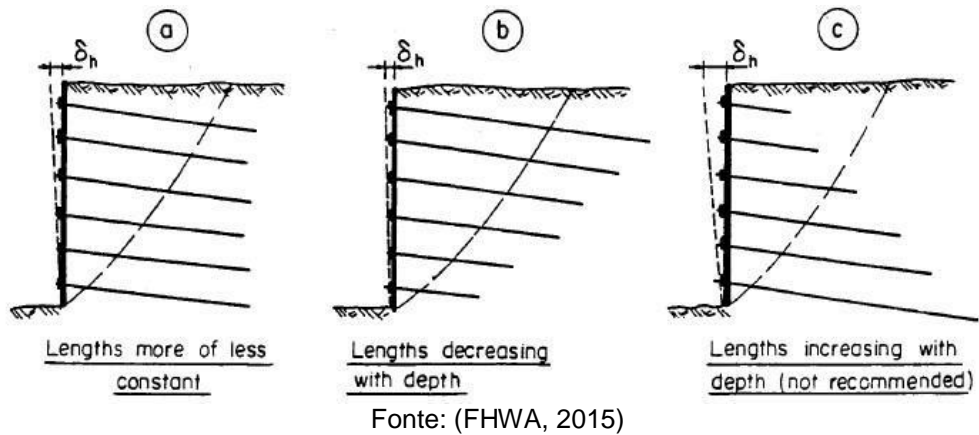 a
b
c
δh
δh
δh
Lengths more of less
constant
Lengths decreasing
with depth
Lengths increasing with
depth (not recommended)
Fonte: (FHWA, 2015)